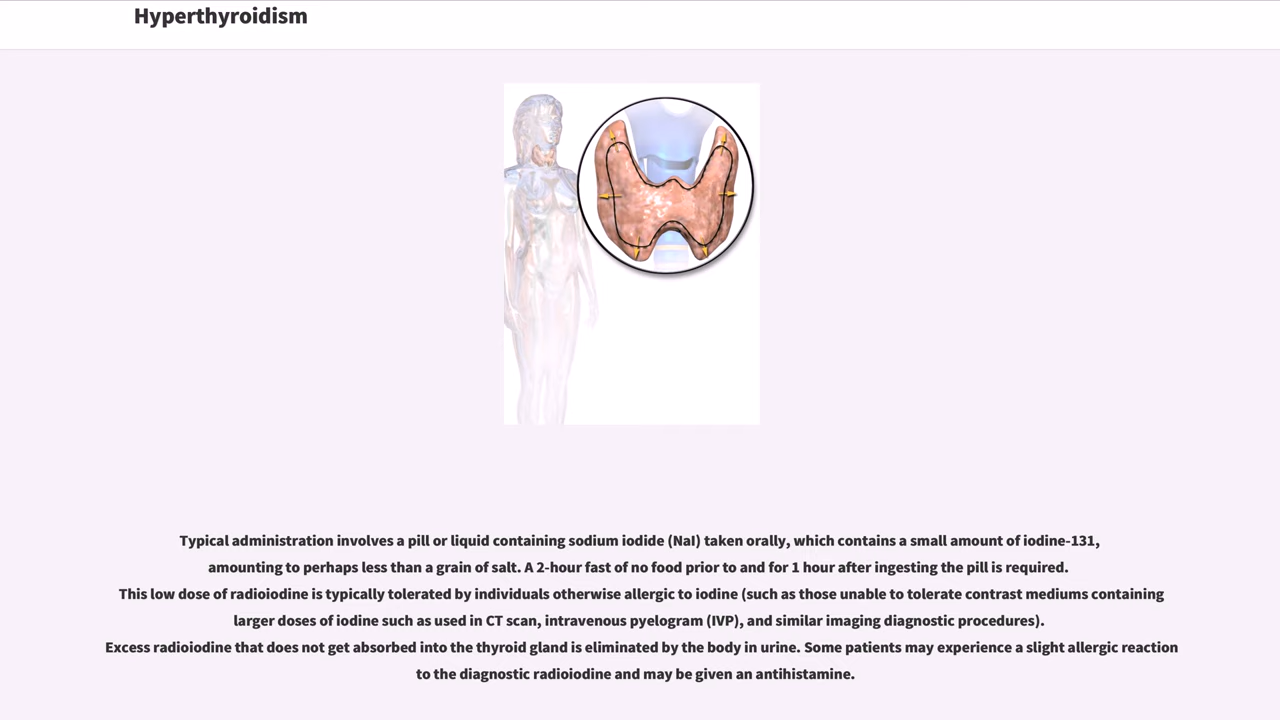 Hyperthyroidism
Typical administration involves a pill or liquid containing sodium iodide (NaI) taken orally, which contains a small amount of iodine-131,
amounting to perhaps less than a grain of salt. A 2-hour fast of no food prior to and for 1 hour after ingesting the pill is required.
This low dose of radioiodine is typically tolerated by individuals otherwise allergic to iodine (such as those unable to tolerate contrast mediums containing
larger doses of iodine such as used in CT scan, intravenous pyelogram (IVP), and similar imaging diagnostic procedures).
Excess radioiodine that does not get absorbed into the thyroid gland is eliminated by the body in urine. Some patients may experience a slight allergic reaction
to the diagnostic radioiodine and may be given an antihistamine.